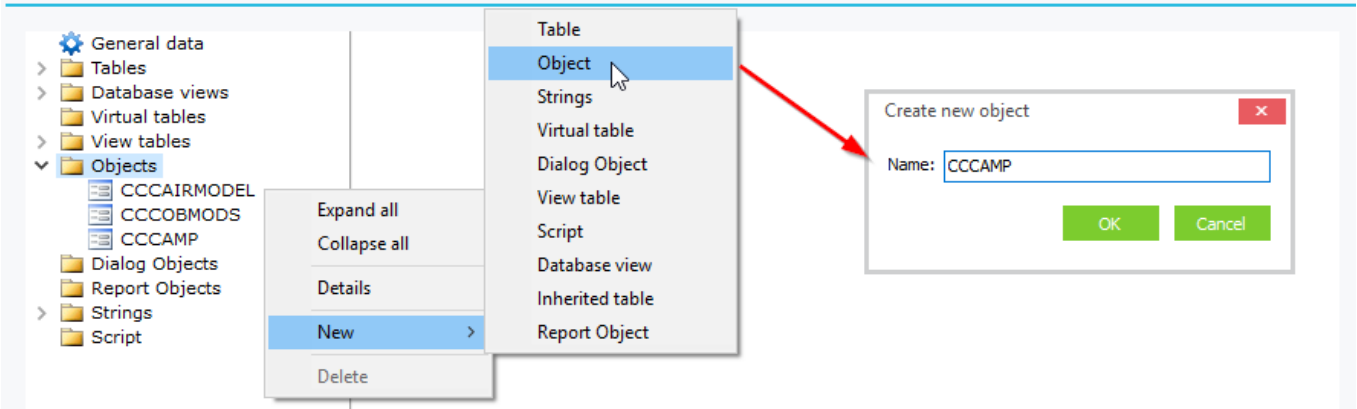 General data
Tables
Database views
Virtual tables
View tables
Objects
CCCAIRMODEL
CCCOBMODS
CCCAMP
Dialog Objects
Report Objects
Strings
Script
Expand all
Collapse all
Details
New
Delete
Table
Object
Strings
Virtual table
Dialog Object
View table
Script
Database view
Inherited table
Report Object
Create new object
Name: CCCAMP
OK Cancel